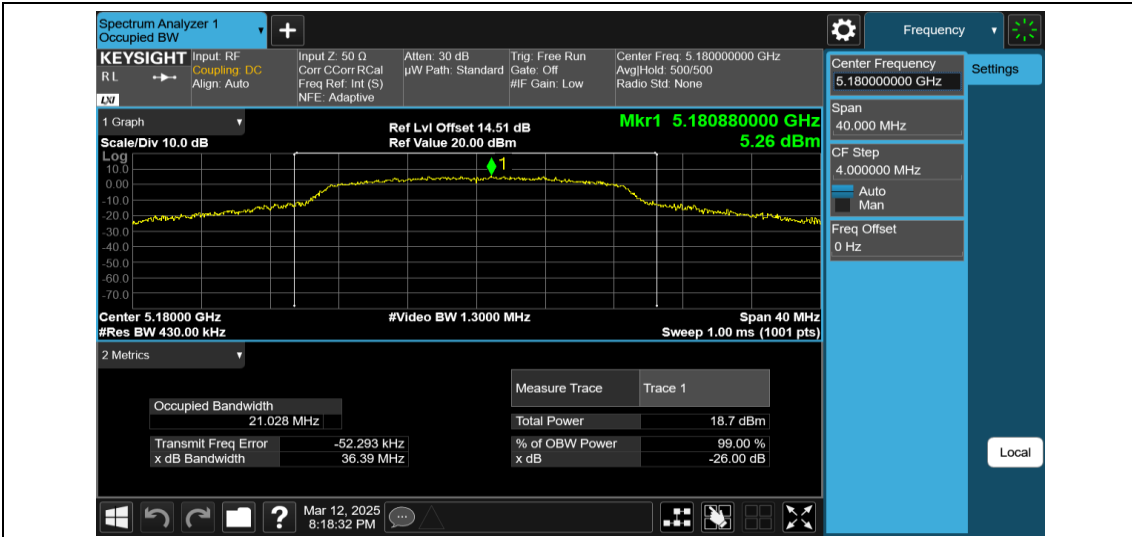 Spectrum Analyzer 1
Occupied BW
Frequency
KEYSIGHT
R L
LXI
Input: RF
Coupling: DC
Align: Auto
Input Z: 50 Ω
Corr CCorr RCal
Freq Ref: Int (S)
NFE: Adaptive
Atten: 30 dB
µW Path: Standard
Trig: Free Run
Gate: Off
#IF Gain: Low
Center Freq: 5.180000000 GHz
Avg|Hold: 500/500
Radio Std: None
Center Frequency
5.180000000 GHz
Settings
Span
40.000 MHz
CF Step
4.000000 MHz
Auto
Man
Freq Offset
0 Hz
Local
1 Graph
Scale/Div 10.0 dB
Ref Lvl Offset 14.51 dB
Ref Value 20.00 dBm
Mkr1 5.180880000 GHz
5.26 dBm
Log
10.0
0.00
-10.0
-20.0
-30.0
-40.0
-50.0
-60.0
-70.0
1
Center 5.18000 GHz
#Res BW 430.00 kHz
#Video BW 1.3000 MHz
Span 40 MHz
Sweep 1.00 ms (1001 pts)
2 Metrics
Measure Trace Trace 1
Occupied Bandwidth
21.028 MHz
Total Power 18.7 dBm
Transmit Freq Error -52.293 kHz
% of OBW Power 99.00 %
x dB Bandwidth 36.39 MHz
x dB -26.00 dB
?
Mar 12, 2025
8:18:32 PM